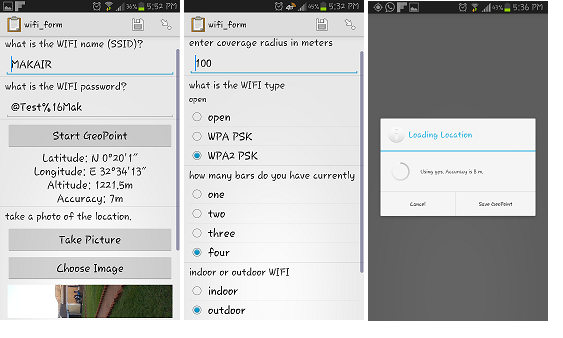 36% 5:52 PM
wifi_form
what is the WIFI name (SSID)?
MAKAIR
what is the WIFI password?
@Test%16Mak
Start GeoPoint
Latitude: N 0°20'1"
Longitude: E 32°34'13"
Altitude: 1221.5m
Accuracy: 7m
take a photo of the location.
Take Picture
Choose Image
45% 5:32 PM
wifi_form
enter coverage radius in meters
100
what is the WIFI type
open
open
WPA PSK
WPA2 PSK
how many bars do you have currently
one
two
three
four
indoor or outdoor WIFI
indoor
outdoor
43% 5:36 PM
Loading Location
Using gps. Accuracy is 8 m.
Cancel
Save GeoPoint